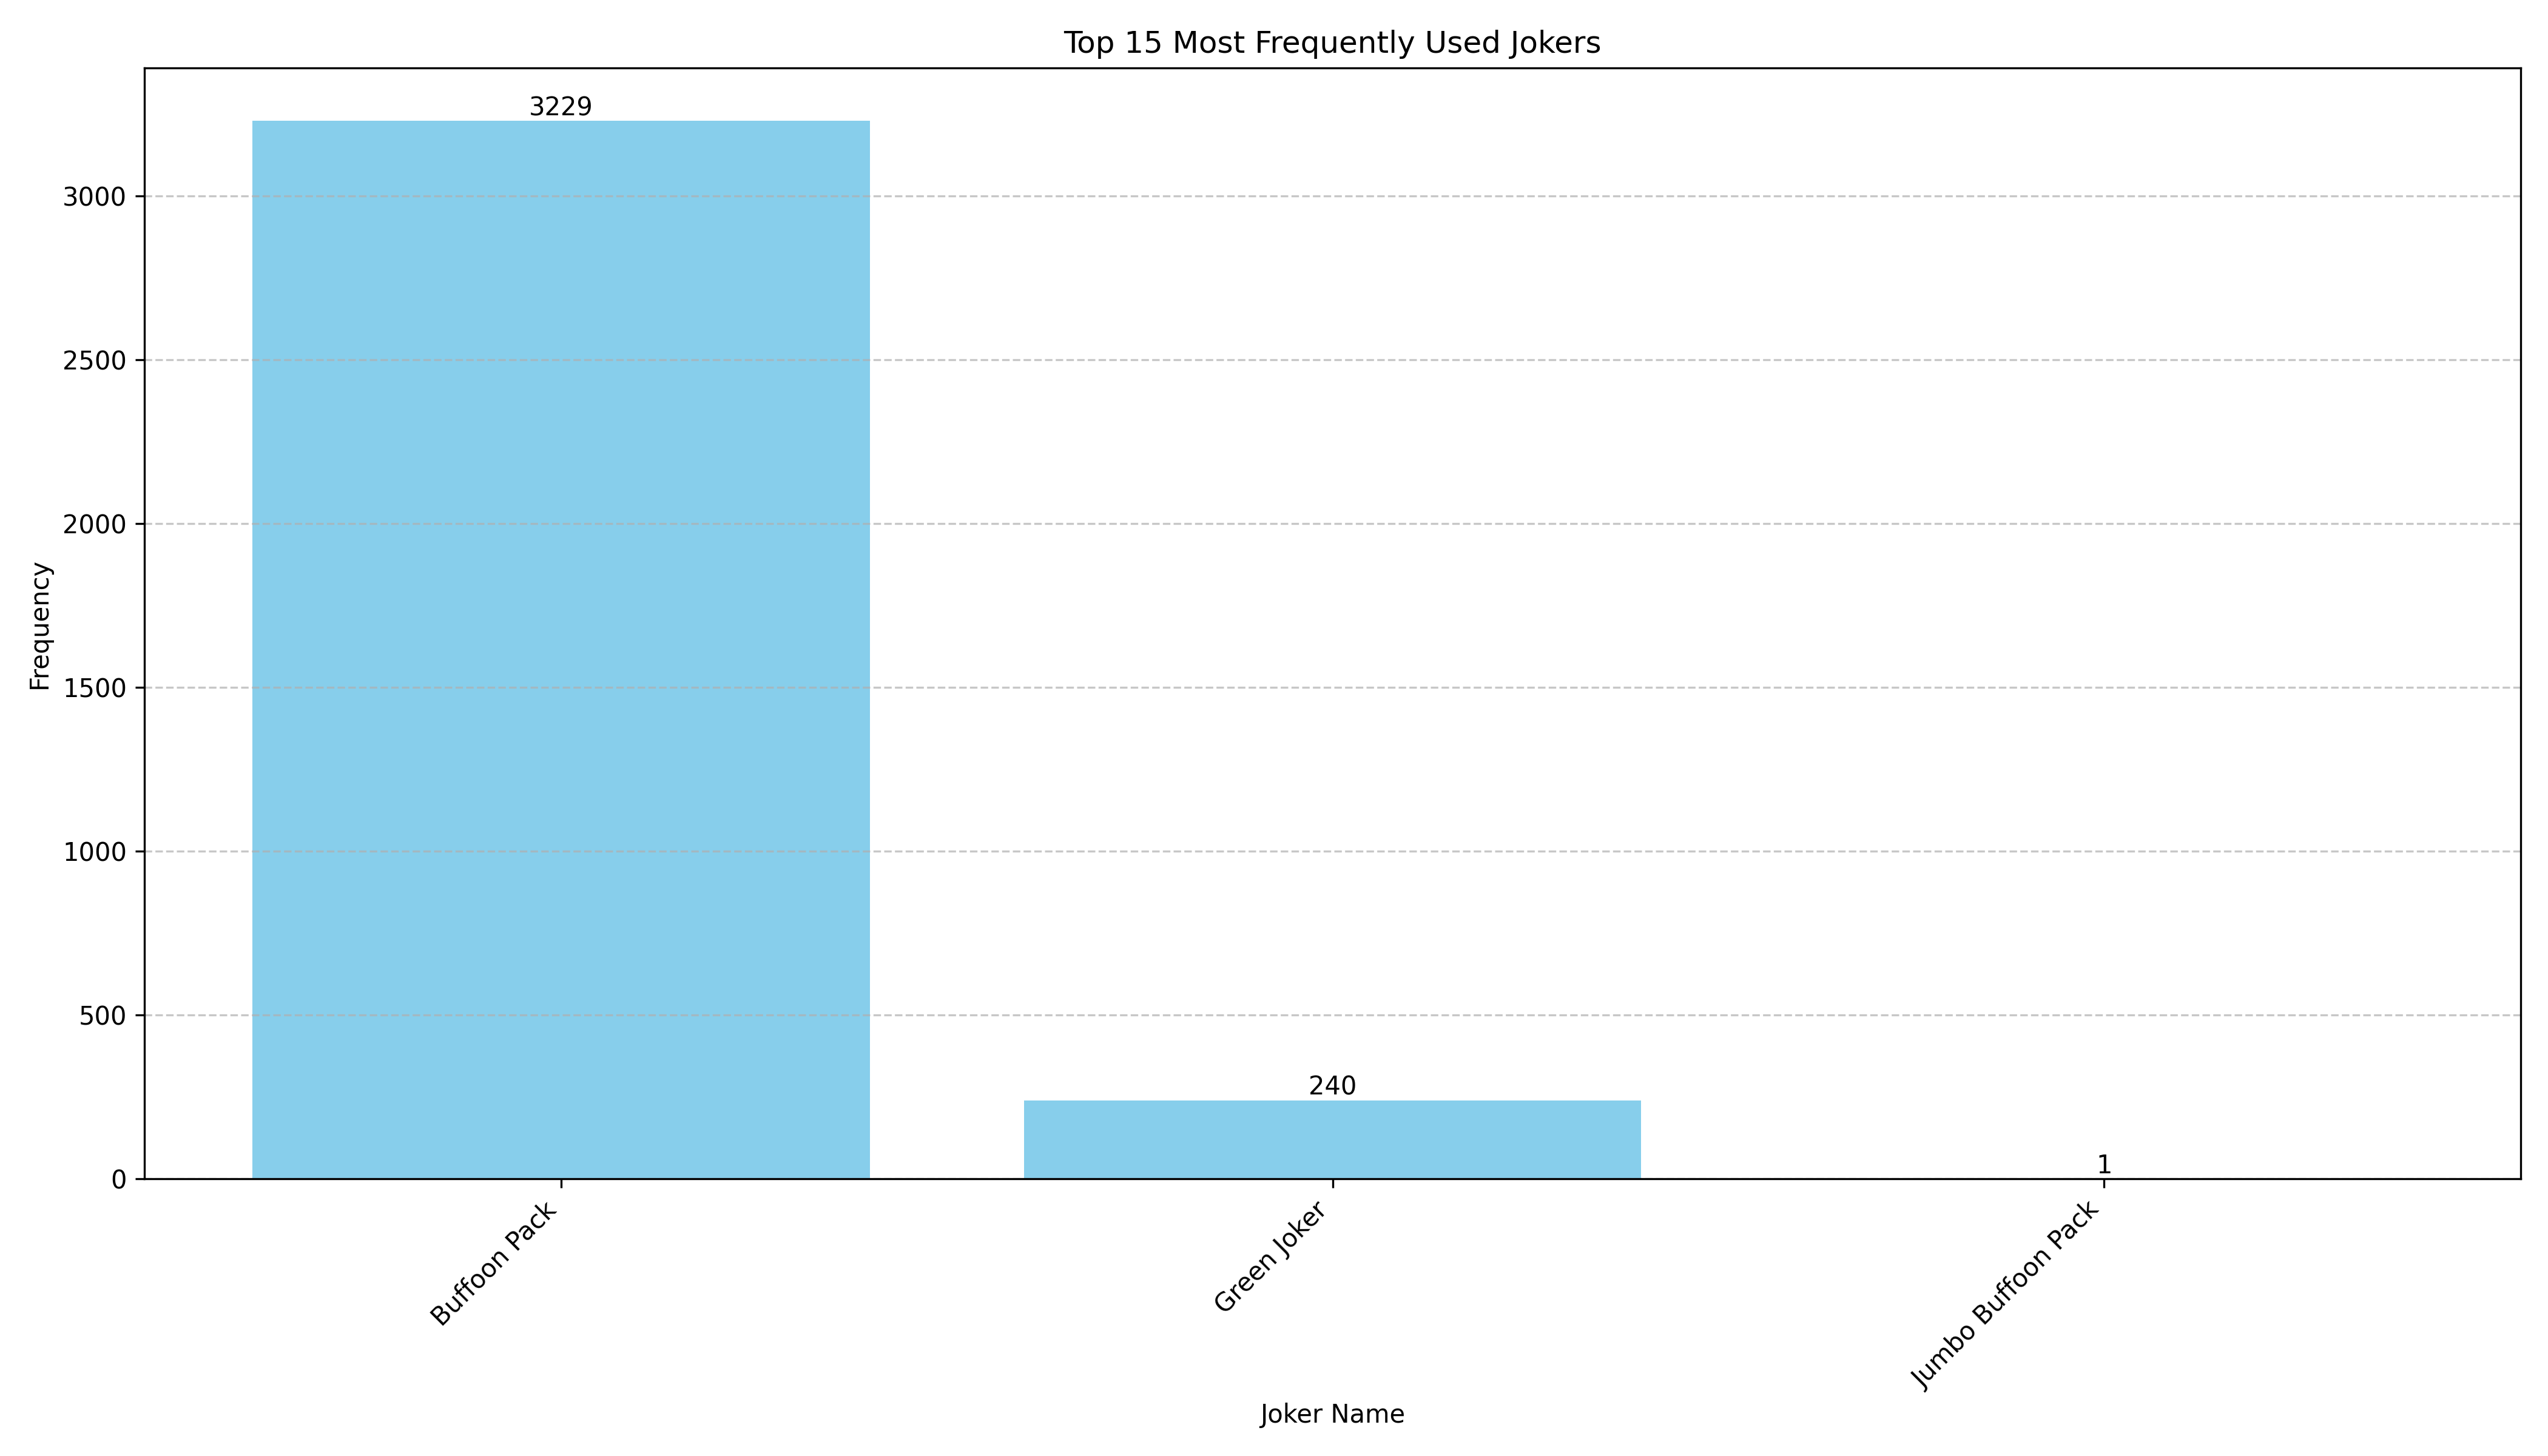 Top 15 Most Frequently Used Jokers
Frequency
3000
2500
2000
1500
1000
500
0
3229
240
1
Buffoon Pack
Green Joker
Jumbo Buffoon Pack
Joker Name